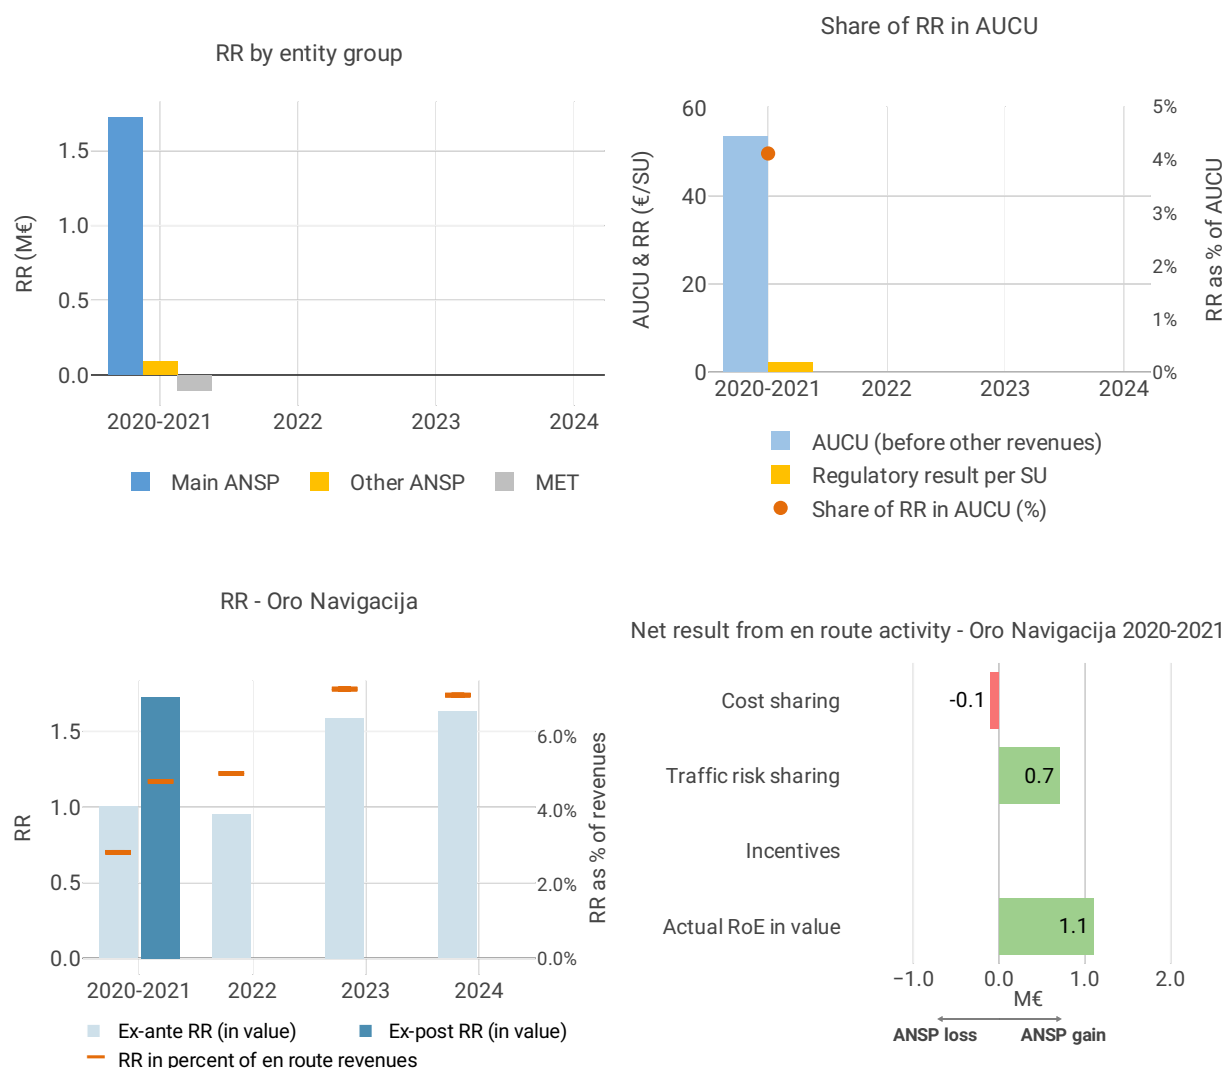 RR by entity group
RR (M€)
1.5
1.0
0.5
0.0
2020-2021 2022 2023 2024
Main ANSP Other ANSP MET
Share of RR in AUCU
AUCU & RR (€/SU)
60
40
20
0
5%
4%
3%
2%
1%
0%
RR as % of AUCU
2020-2021 2022 2023 2024
AUCU (before other revenues)
Regulatory result per SU
Share of RR in AUCU (%)
RR - Oro Navigacija
RR
1.5
1.0
0.5
0.0
6.0%
4.0%
2.0%
0.0%
RR as % of revenues
2020-2021 2022 2023 2024
Ex-ante RR (in value) Ex-post RR (in value)
RR in percent of en route revenues
Net result from en route activity - Oro Navigacija 2020-2021
Cost sharing -0.1
Traffic risk sharing 0.7
Incentives
Actual RoE in value 1.1
−1.0 0.0 1.0 2.0
M€
ANSP loss ANSP gain